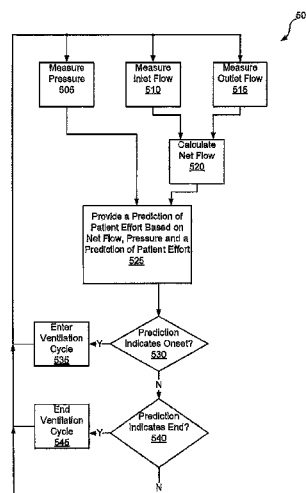 50
Measure
Pressure
505
Measure
Inlet Flow
510
Measure
Outlet Flow
515
Calculate
Net Flow
520
Provide a Prediction of
Patient Effort Based on
Net Flow, Pressure and a
Prediction of Patient Effort
525
Enter
Ventilation
Cycle
535
Y
Prediction
Indicates Onset?
530
N
End
Ventilation
Cycle
545
Y
Prediction
Indicates End?
540
N